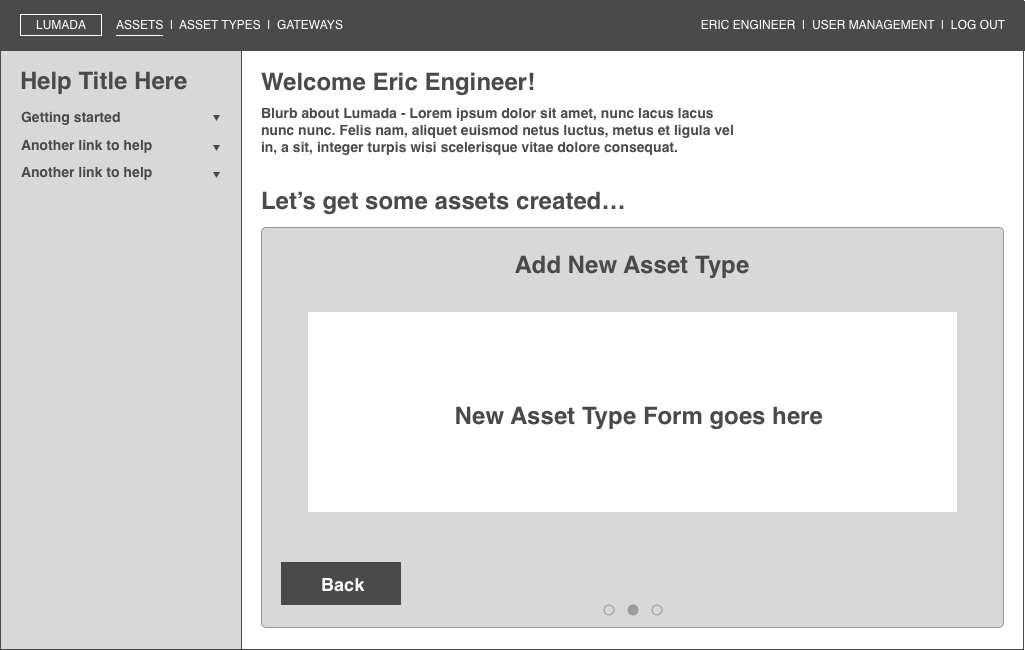 LUMADA
ASSETS | ASSET TYPES | GATEWAYS
ERIC ENGINEER | USER MANAGEMENT | LOG OUT
Help Title Here
Getting started
Another link to help
Another link to help
Welcome Eric Engineer!
Blurb about Lumada - Lorem ipsum dolor sit amet, nunc lacus lacus
nunc nunc. Felis nam, aliquet euismod netus luctus, metus et ligula vel
in, a sit, integer turpis wisi scelerisque vitae dolore consequat.
Let’s get some assets created…
Add New Asset Type
New Asset Type Form goes here
Back